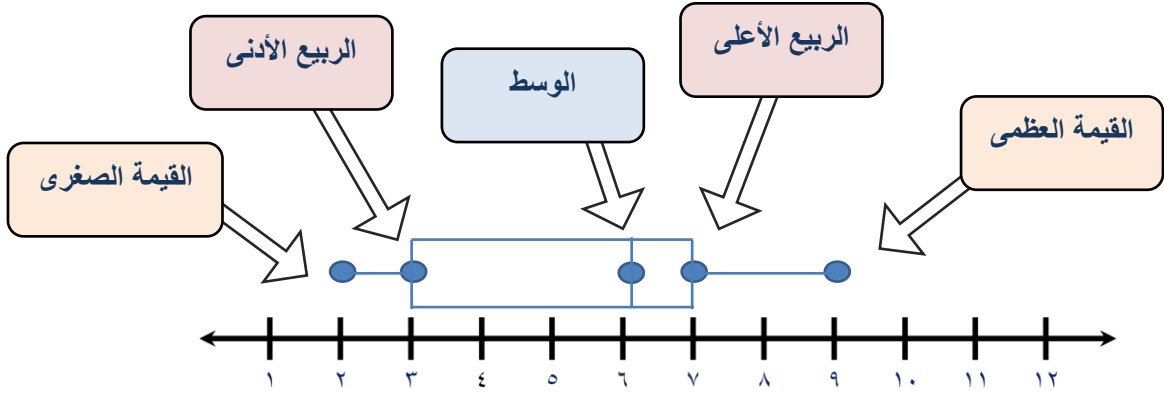 الربيع الأعلى
الوسط
الربيع الأدنى
القيمة العظمى
القيمة الصغرى
١ ٢ ٣ ٤ ٥ ٦ ٧ ٨ ٩ ١٠ ١١ ١٢